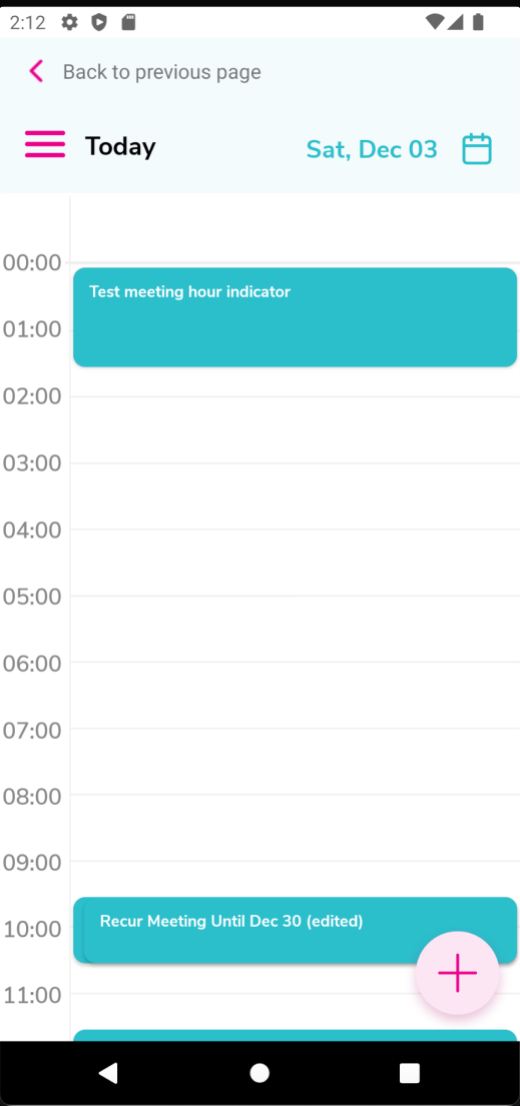 2:12
Back to previous page
Today
Sat, Dec 03
00:00
Test meeting hour indicator
01:00
02:00
03:00
04:00
05:00
06:00
07:00
08:00
09:00
Recur Meeting Until Dec 30 (edited)
10:00
11:00